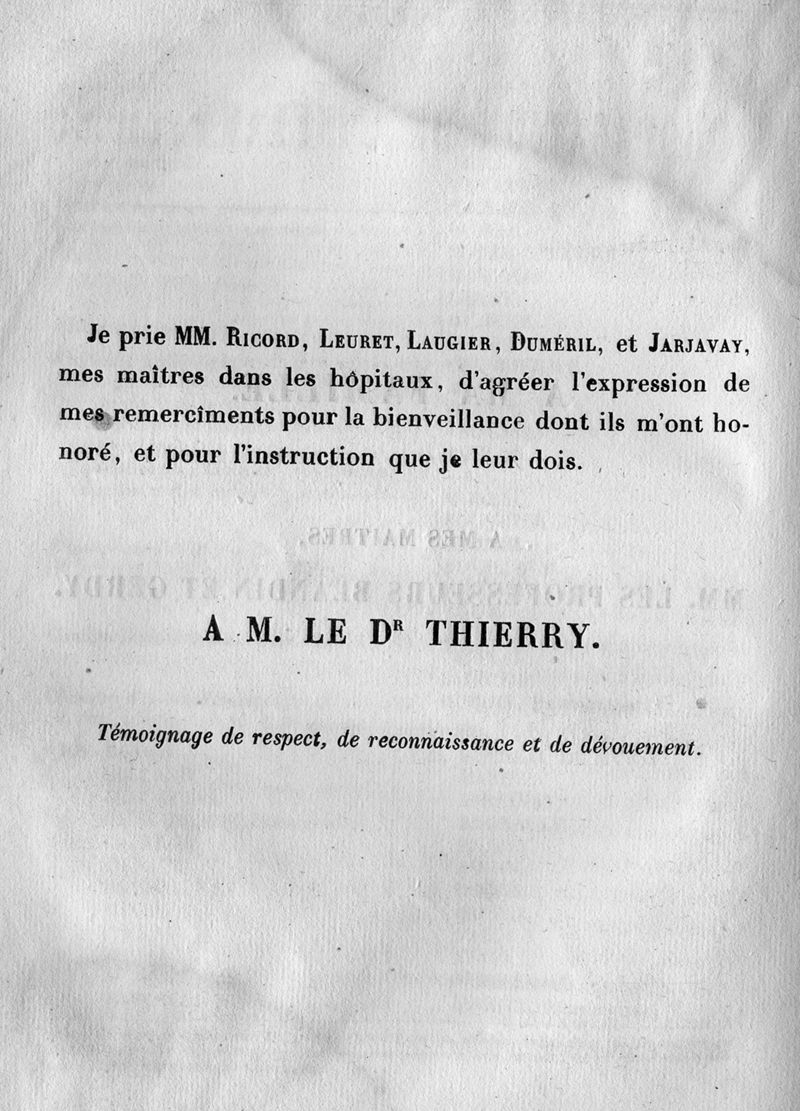 Je prie MM. RICORD, LEURET, LAUGIER, DUMÉRIL, et JARJAVAY,
mes maîtres dans les hôpitaux, d'agréer l'expression de
mes remercîments pour la bienveillance dont ils m'ont ho-
noré, et pour l'instruction que je leur dois.
A M. LE DR THIERRY.
Témoignage de respect, de reconnaissance et de dévouement.